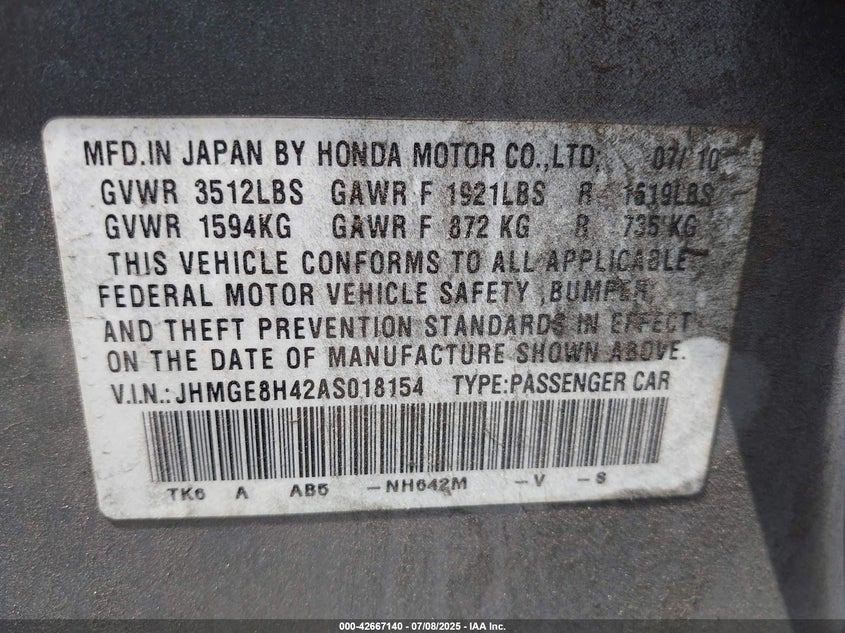 MFD.IN JAPAN BY HONDA MOTOR CO.,LTD. 07/10
GVWR 3512LBS GAWR F 1921LBS R 1619LBS
GVWR 1594KG GAWR F 872 KG R 735 KG
THIS VEHICLE CONFORMS TO ALL APPLICABLE
FEDERAL MOTOR VEHICLE SAFETY ,BUMPER,
AND THEFT PREVENTION STANDARDS IN EFFECT
ON THE DATE OF MANUFACTURE SHOWN ABOVE.
V.I.N.:JHMGE8H42AS018154 TYPE:PASSENGER CAR
TK6 A AB5 -NH642M -V -S
000-42667140 - 07/08/2025 - IAA Inc.